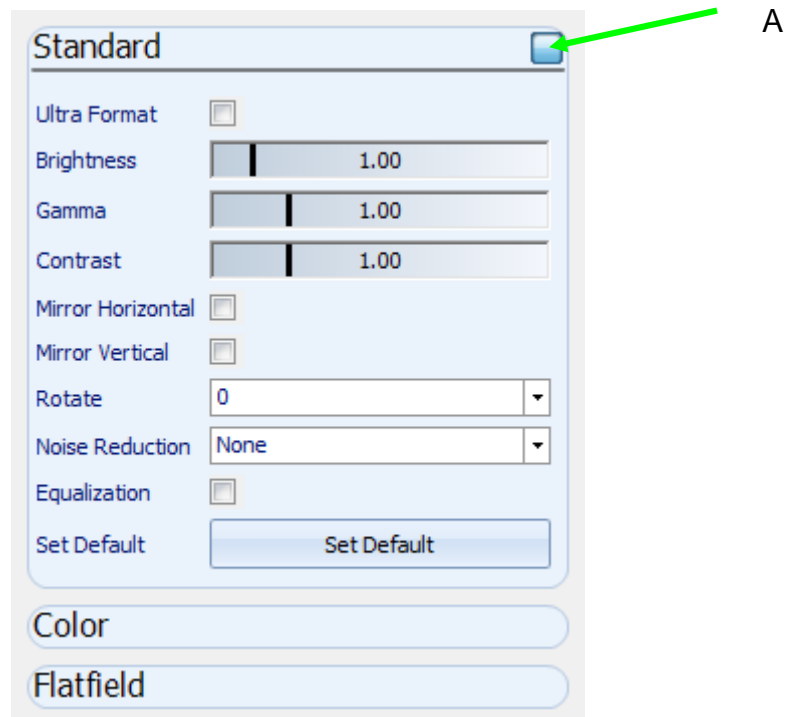 A
Standard
Ultra Format
Brightness 1.00
Gamma 1.00
Contrast 1.00
Mirror Horizontal
Mirror Vertical
Rotate 0
Noise Reduction None
Equalization
Set Default Set Default
Color
Flatfield